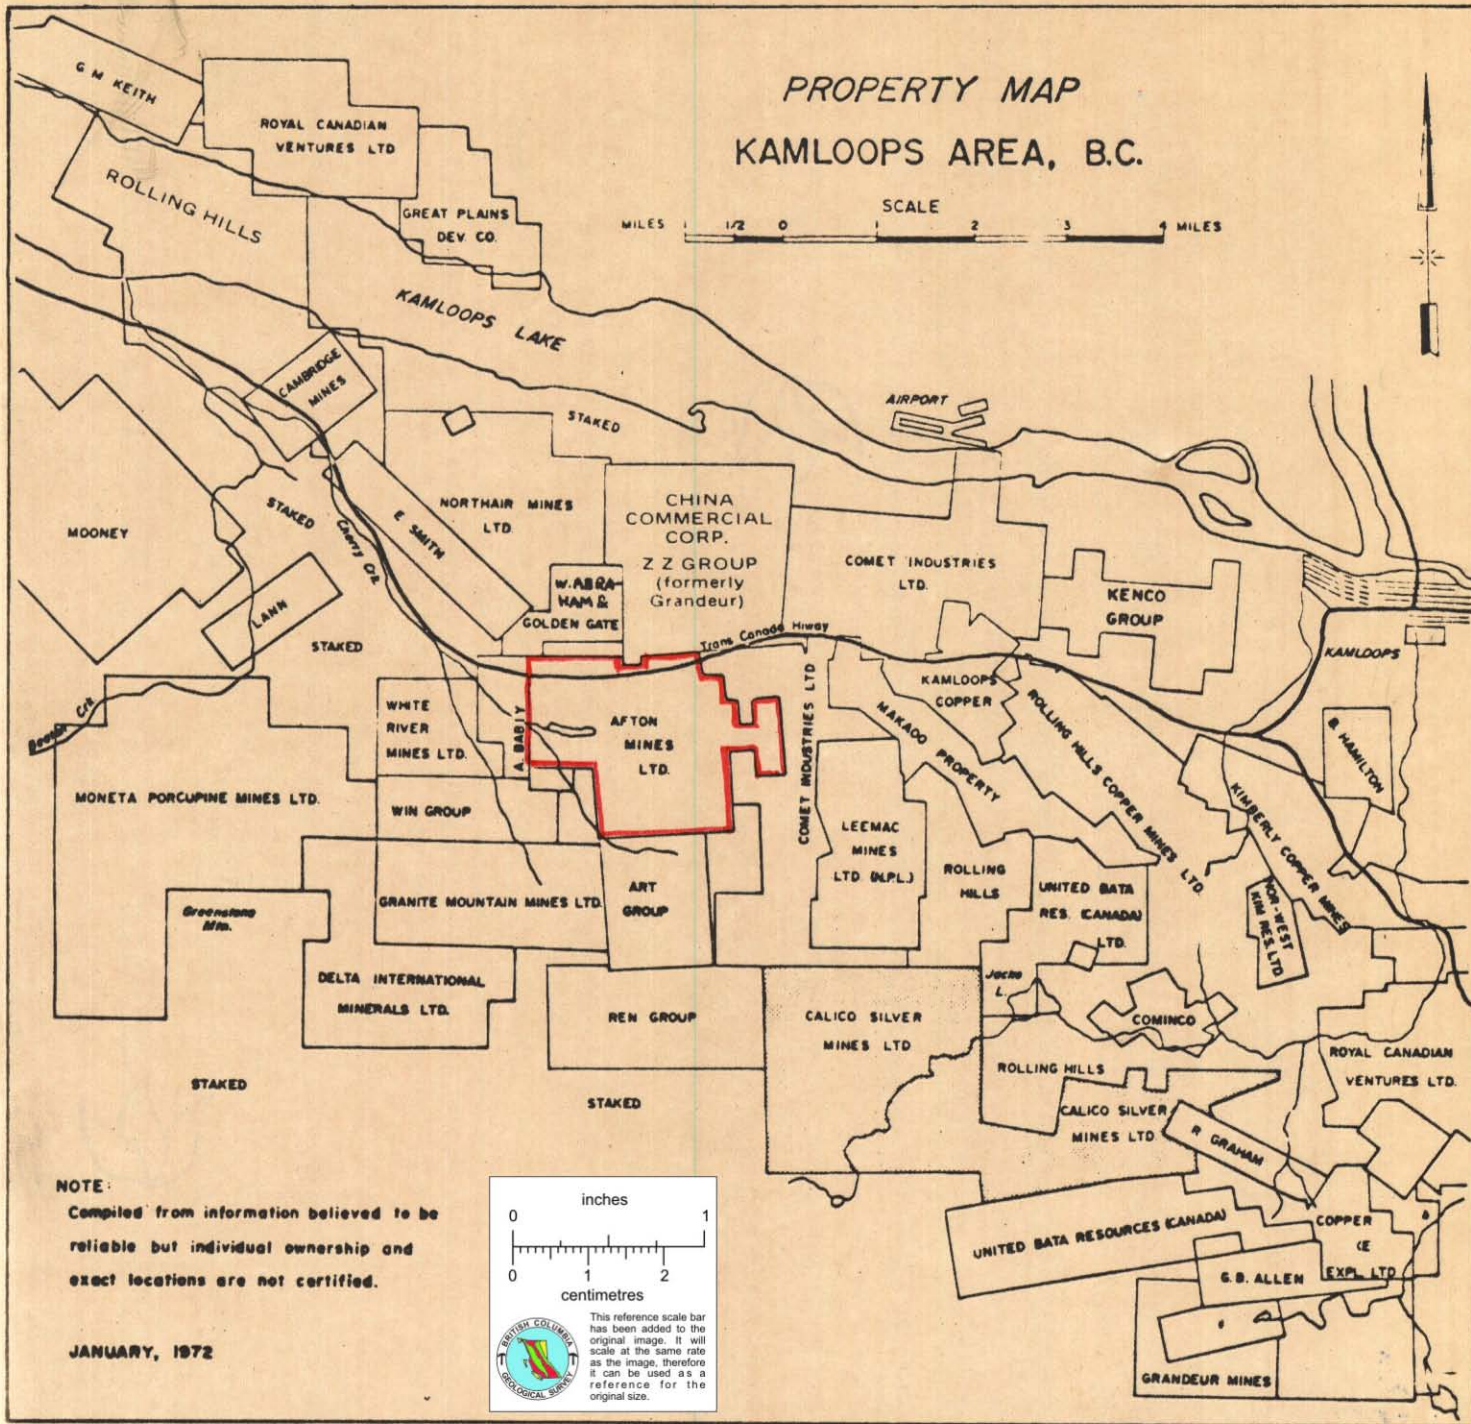 PROPERTY MAP
KAMLOOPS AREA, B.C.
SCALE
MILES 1 1/2 0 1 2 3 4 MILES
G M KEITH
ROYAL CANADIAN
VENTURES LTD
ROLLING HILLS
GREAT PLAINS
DEV. CO.
KAMLOOPS LAKE
CAMBRIDGE
MINES
STAKED
AIRPORT
MOONEY
STAKED
Cherry Crk
E. SMITH
NORTHAIR MINES
LTD.
CHINA
COMMERCIAL
CORP.
Z Z GROUP
(formerly
Grandeur)
COMET INDUSTRIES
LTD.
KENCO
GROUP
W. ABRA-
HAM &
GOLDEN GATE
LANN
STAKED
Trans Canada Hiway
KAMLOOPS
KAMLOOPS
COPPER
WHITE
RIVER
MINES LTD.
A. BABLY
AFTON
MINES
LTD.
COMET INDUSTRIES LTD
MAKAOO PROPERTY
ROLLING HILLS COPPER MINES LTD.
B. HAMILTON
KIMBERLY COPPER MINES
MONETA PORCUPINE MINES LTD.
WIN GROUP
LEEMAC
MINES
LTD. (N.P.L.)
ROLLING
HILLS
UNITED BATA
RES. (CANADA)
LTD.
NOR-WEST
KIM RES. LTD
Greenstone
Mtn.
GRANITE MOUNTAIN MINES LTD.
ART
GROUP
DELTA INTERNATIONAL
MINERALS LTD.
REN GROUP
CALICO SILVER
MINES LTD
Jacko
L.
COMINCO
ROLLING HILLS
ROYAL CANADIAN
VENTURES LTD.
STAKED
STAKED
CALICO SILVER
MINES LTD
R GRAHAM
UNITED BATA RESOURCES (CANADA)
COPPER
CE
EXPL. LTD
G.B. ALLEN
GRANDEUR MINES
NOTE:
Compiled from information believed to be
reliable but individual ownership and
exact locations are not certified.
JANUARY, 1972
inches
0 1
0 1 2
centimetres
BRITISH COLUMBIA
GEOLOGICAL SURVEY
This reference scale bar
has been added to the
original image. It will
scale at the same rate
as the image, therefore
it can be used as a
reference for the
original size.